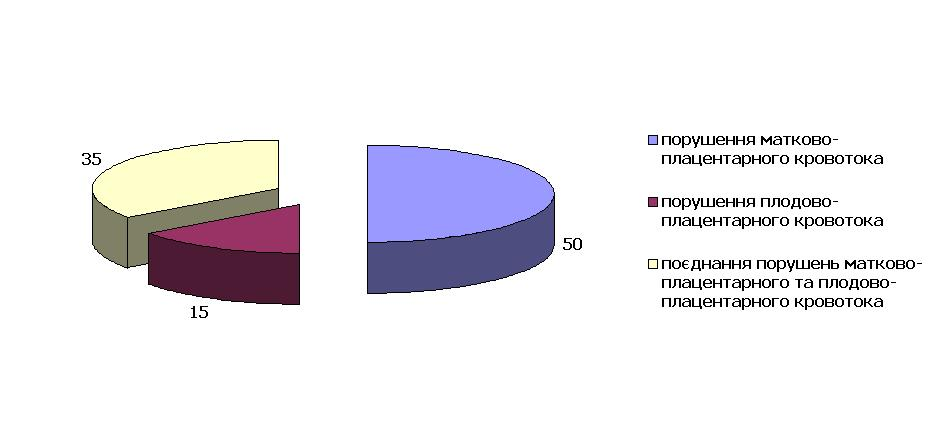 35
50
15
порушення матково-
плацентарного кровотока
порушення плодово-
плацентарного кровотока
поєднання порушень матково-
плацентарного та плодово-
плацентарного кровотока